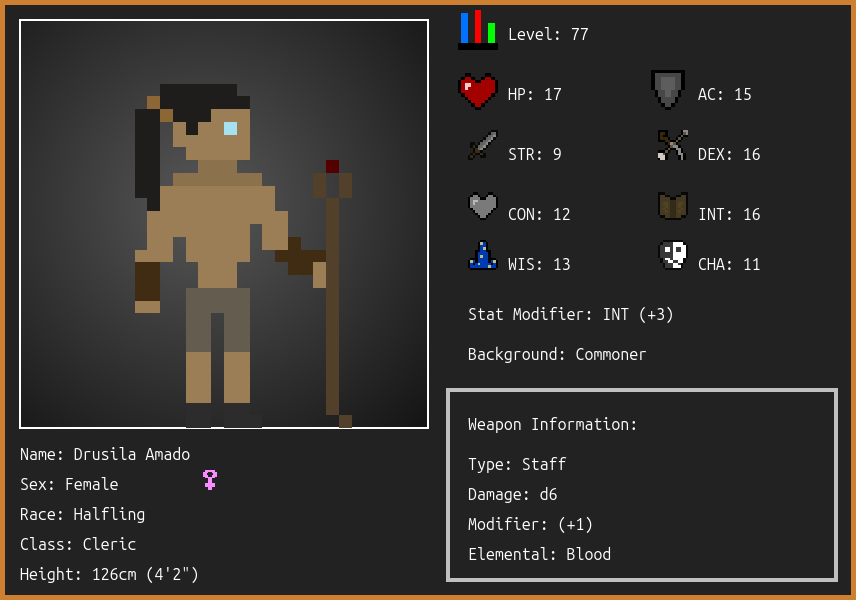 Level: 77
HP: 17
AC: 15
STR: 9
DEX: 16
CON: 12
INT: 16
WIS: 13
CHA: 11
Stat Modifier: INT (+3)
Background: Commoner
Weapon Information:
Type: Staff
Damage: d6
Modifier: (+1)
Elemental: Blood
Name: Drusila Amado
Sex: Female
Race: Halfling
Class: Cleric
Height: 126cm (4'2")